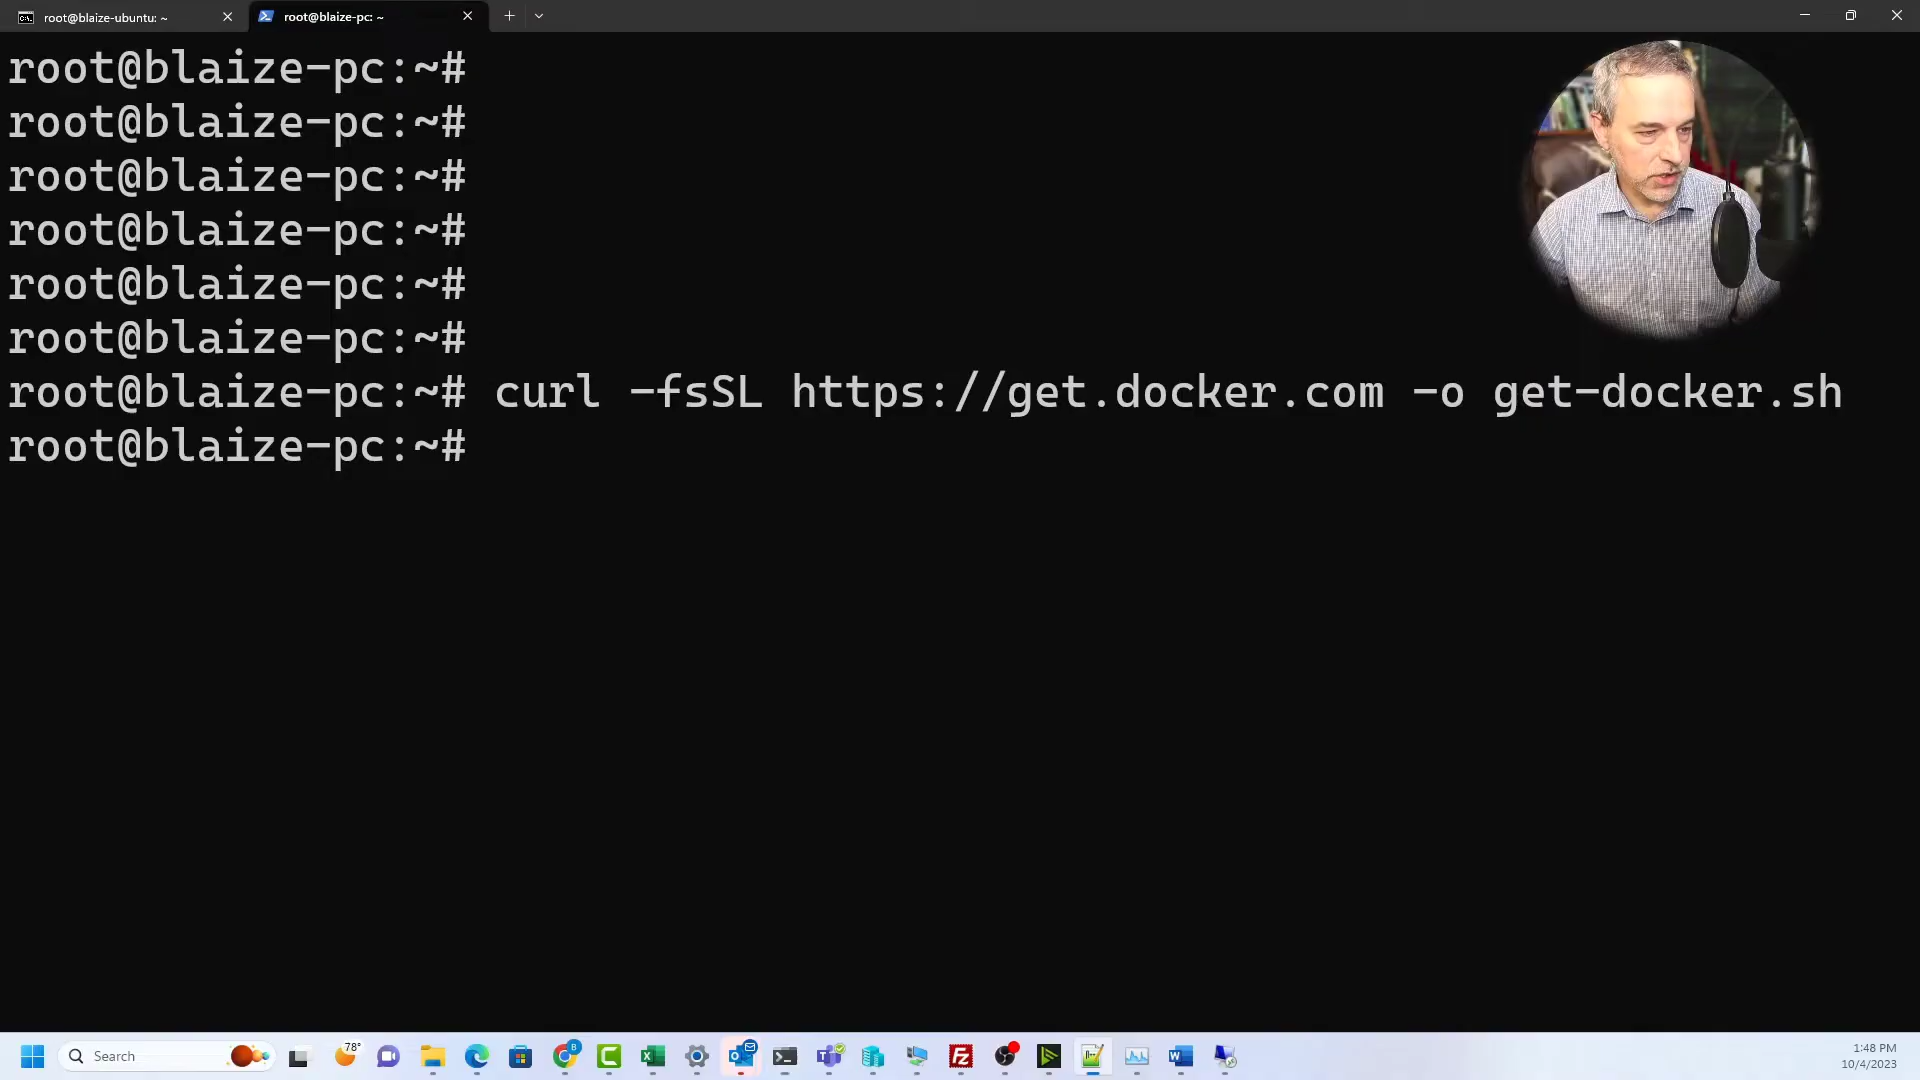 root@blaize-ubuntu: ~
root@blaize-pc: ~
root@blaize-pc:~#
root@blaize-pc:~#
root@blaize-pc:~#
root@blaize-pc:~#
root@blaize-pc:~#
root@blaize-pc:~#
root@blaize-pc:~# curl -fsSL https://get.docker.com -o get-docker.sh
root@blaize-pc:~#
Search
78°
1:48 PM
10/4/2023